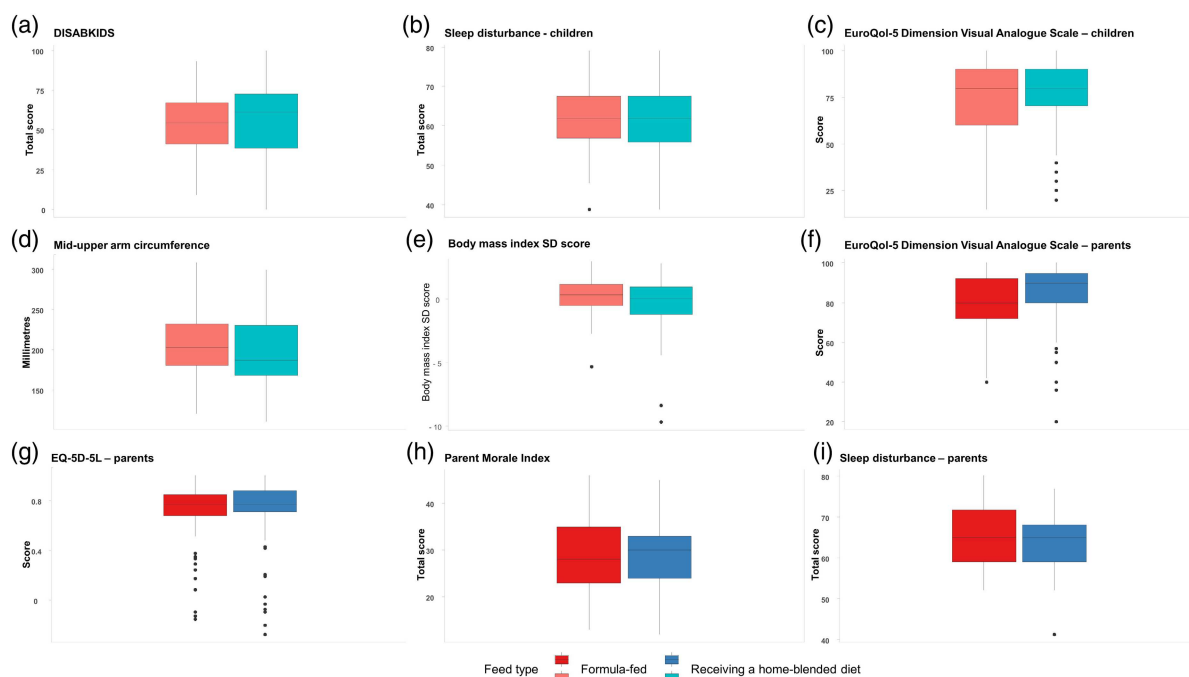 (a) DISABKIDS
100
75
50
25
0
Total score
(b) Sleep disturbance - children
80
70
60
50
40
Total score
(c) EuroQol-5 Dimension Visual Analogue Scale – children
100
75
50
25
Score
(d) Mid-upper arm circumference
300
250
200
150
Millimetres
(e) Body mass index SD score
0
- 5
- 10
Body mass index SD score
(f) EuroQol-5 Dimension Visual Analogue Scale – parents
100
80
60
40
20
Score
(g) EQ-5D-5L – parents
0.8
0.4
0
Score
(h) Parent Morale Index
40
30
20
Total score
(i) Sleep disturbance – parents
80
70
60
50
40
Total score
Feed type Formula-fed Receiving a home-blended diet